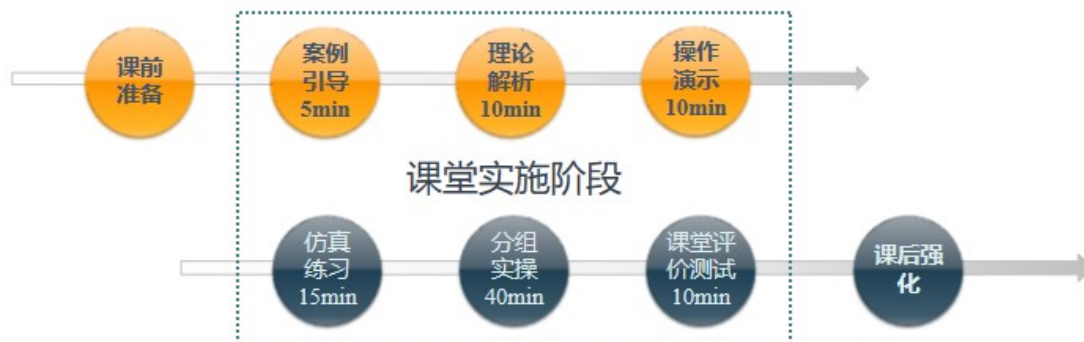 课前
准备
案例
引导
5min
理论
解析
10min
操作
演示
10min
课堂实施阶段
仿真
练习
15min
分组
实操
40min
课堂评
价测试
10min
课后强
化